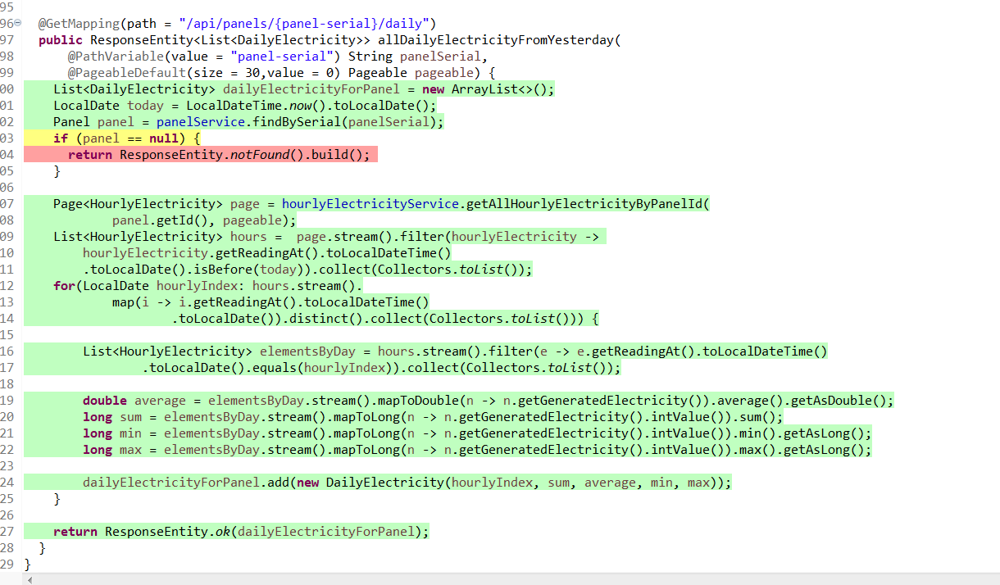 95
96 @GetMapping(path = "/api/panels/{panel-serial}/daily")
97 public ResponseEntity<List<DailyElectricity>> allDailyElectricityFromYesterday(
98 @PathVariable(value = "panel-serial") String panelSerial,
99 @PageableDefault(size = 30,value = 0) Pageable pageable) {
00 List<DailyElectricity> dailyElectricityForPanel = new ArrayList<>();
01 LocalDate today = LocalDateTime.now().toLocalDate();
02 Panel panel = panelService.findBySerial(panelSerial);
03 if (panel == null) {
04 return ResponseEntity.notFound().build();
05 }
06
07 Page<HourlyElectricity> page = hourlyElectricityService.getAllHourlyElectricityByPanelId(
08 panel.getId(), pageable);
09 List<HourlyElectricity> hours =  page.stream().filter(hourlyElectricity ->
10 hourlyElectricity.getReadingAt().toLocalDateTime()
11 .toLocalDate().isBefore(today)).collect(Collectors.toList());
12 for(LocalDate hourlyIndex: hours.stream().
13 map(i -> i.getReadingAt().toLocalDateTime()
14 .toLocalDate()).distinct().collect(Collectors.toList())) {
15
16 List<HourlyElectricity> elementsByDay = hours.stream().filter(e -> e.getReadingAt().toLocalDateTime()
17 .toLocalDate().equals(hourlyIndex)).collect(Collectors.toList());
18
19 double average = elementsByDay.stream().mapToDouble(n -> n.getGeneratedElectricity()).average().getAsDouble();
20 long sum = elementsByDay.stream().mapToLong(n -> n.getGeneratedElectricity().intValue()).sum();
21 long min = elementsByDay.stream().mapToLong(n -> n.getGeneratedElectricity().intValue()).min().getAsLong();
22 long max = elementsByDay.stream().mapToLong(n -> n.getGeneratedElectricity().intValue()).max().getAsLong();
23
24 dailyElectricityForPanel.add(new DailyElectricity(hourlyIndex, sum, average, min, max));
25 }
26
27 return ResponseEntity.ok(dailyElectricityForPanel);
28 }
29 }